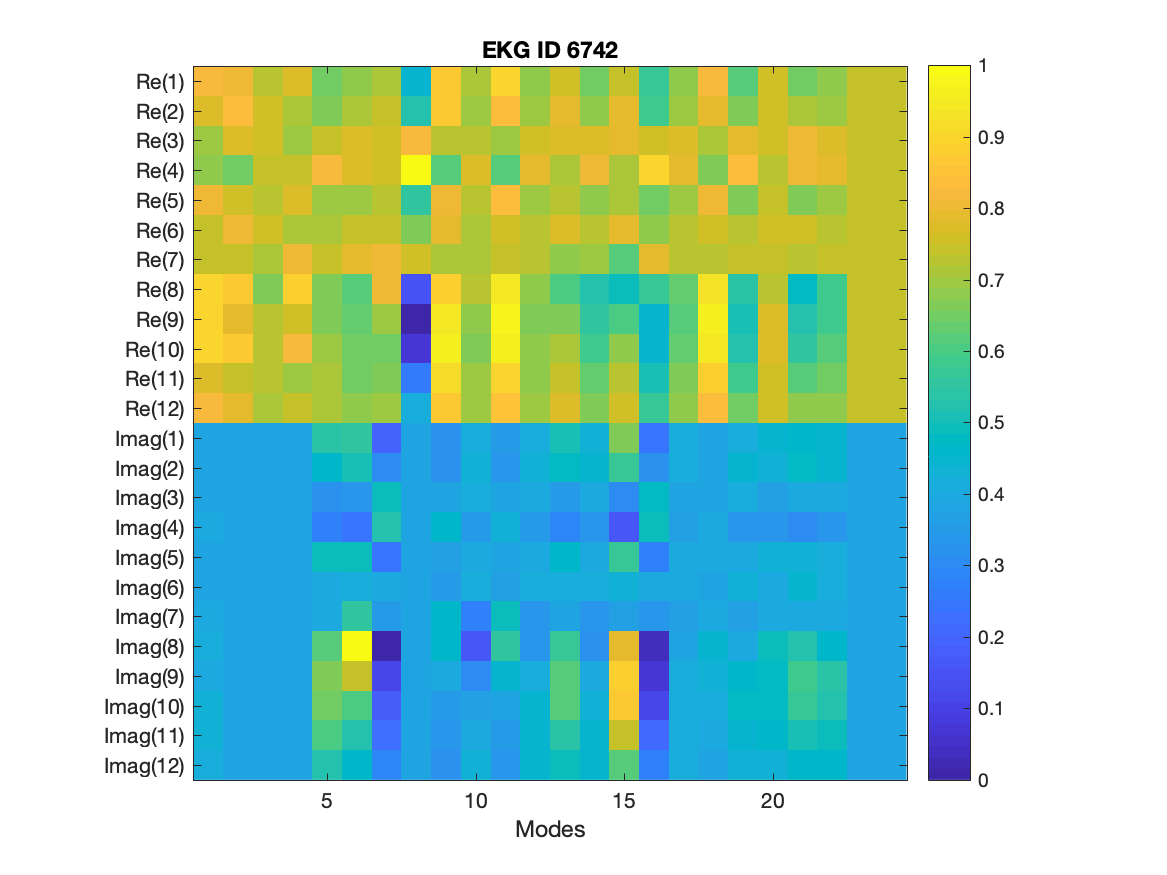 EKG ID 6742
Re(1)
Re(2)
Re(3)
Re(4)
Re(5)
Re(6)
Re(7)
Re(8)
Re(9)
Re(10)
Re(11)
Re(12)
Imag(1)
Imag(2)
Imag(3)
Imag(4)
Imag(5)
Imag(6)
Imag(7)
Imag(8)
Imag(9)
Imag(10)
Imag(11)
Imag(12)
5 10 15 20
Modes
1
0.9
0.8
0.7
0.6
0.5
0.4
0.3
0.2
0.1
0